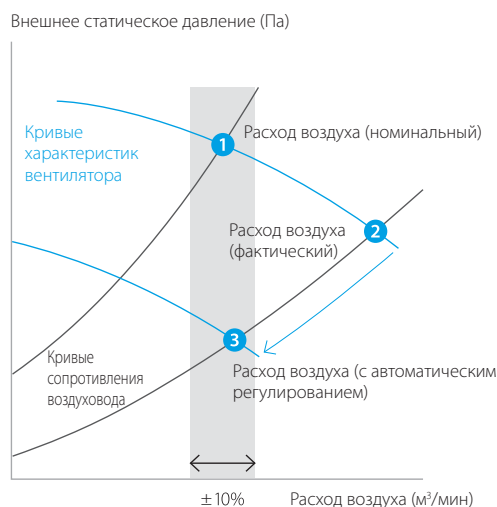 Внешнее статическое давление (Па)
Кривые
характеристик
вентилятора
1
Расход воздуха (номинальный)
Расход воздуха
(фактический)
2
3
Кривые
сопротивления
воздуховода
Расход воздуха (с автоматическим
регулированием)
±10%
Расход воздуха (м³/мин)